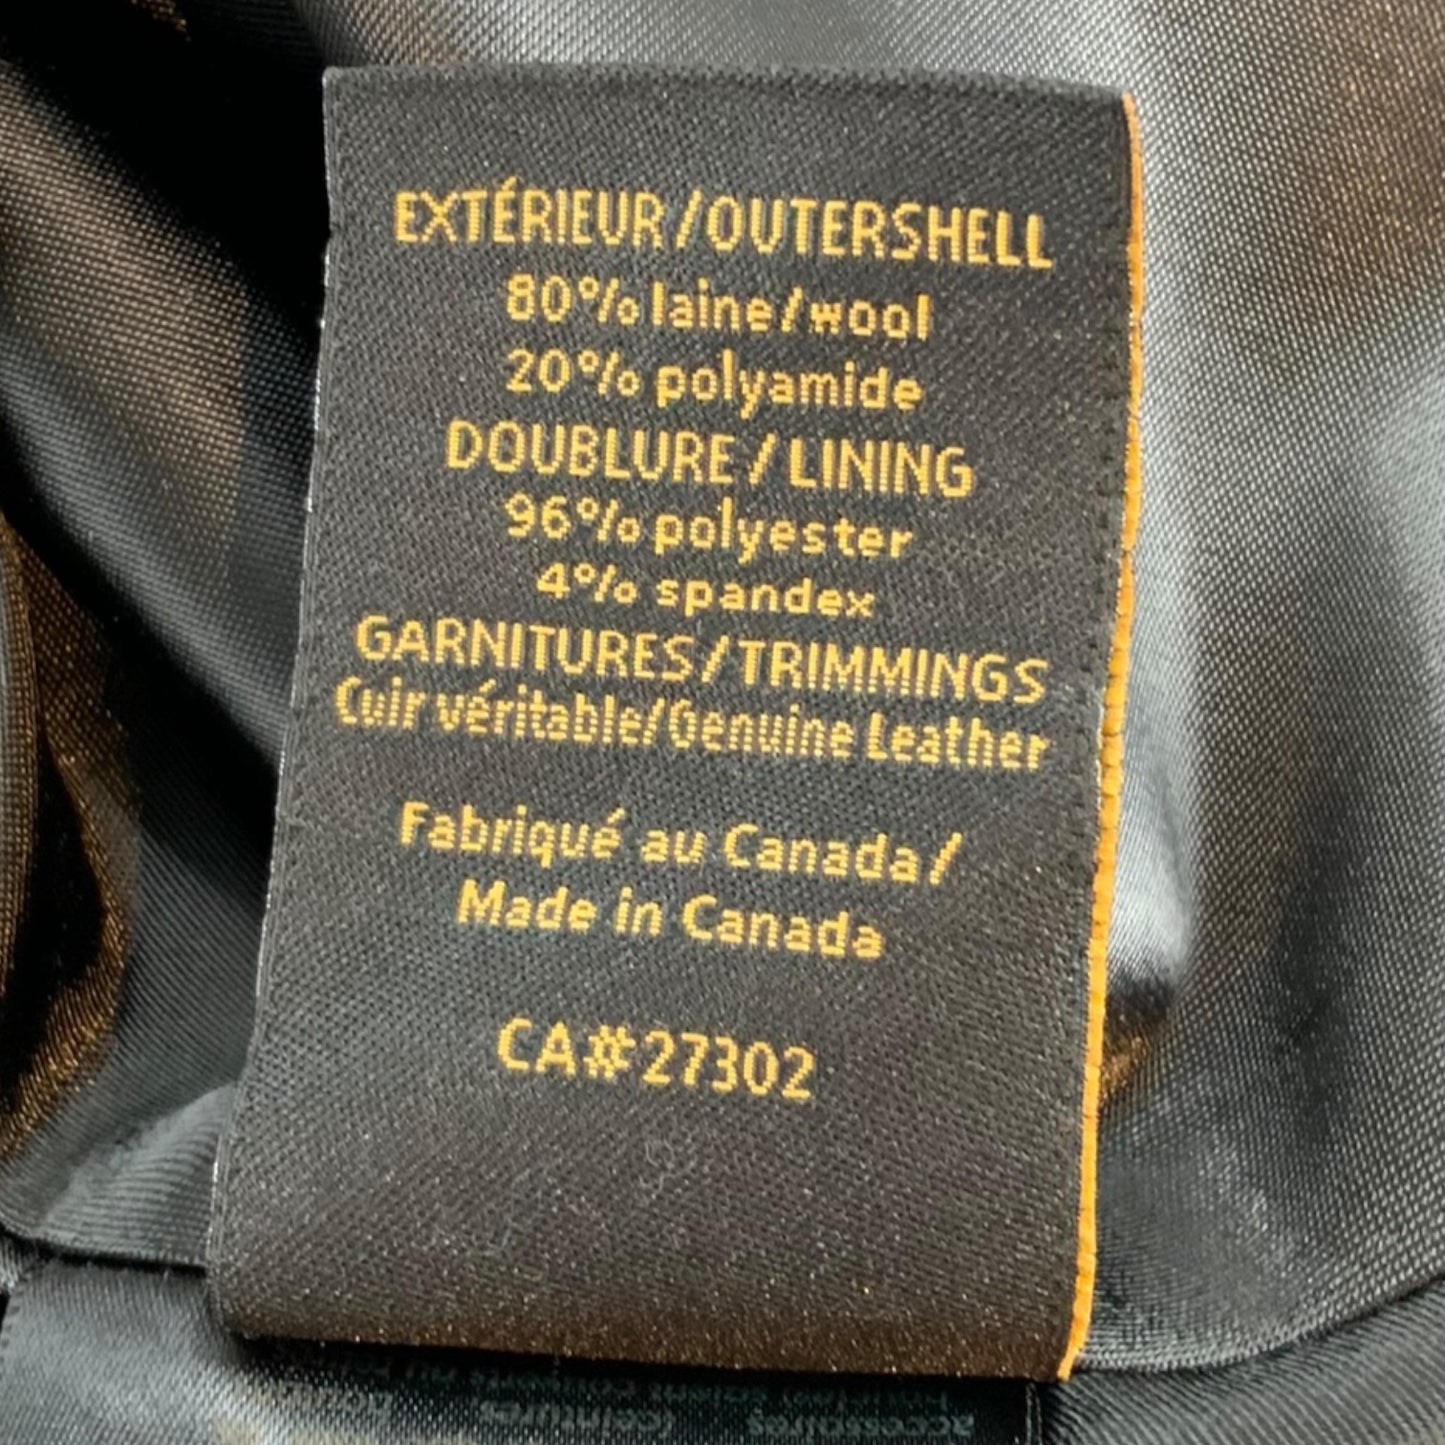 EXTÉRIEUR/OUTERSHELL
80% laine/wool
20% polyamide
DOUBLURE/LINING
96% polyester
4% spandex
GARNITURES/TRIMMINGS
Cuir véritable/Genuine Leather
Fabriqué au Canada/
Made in Canada
CA#27302